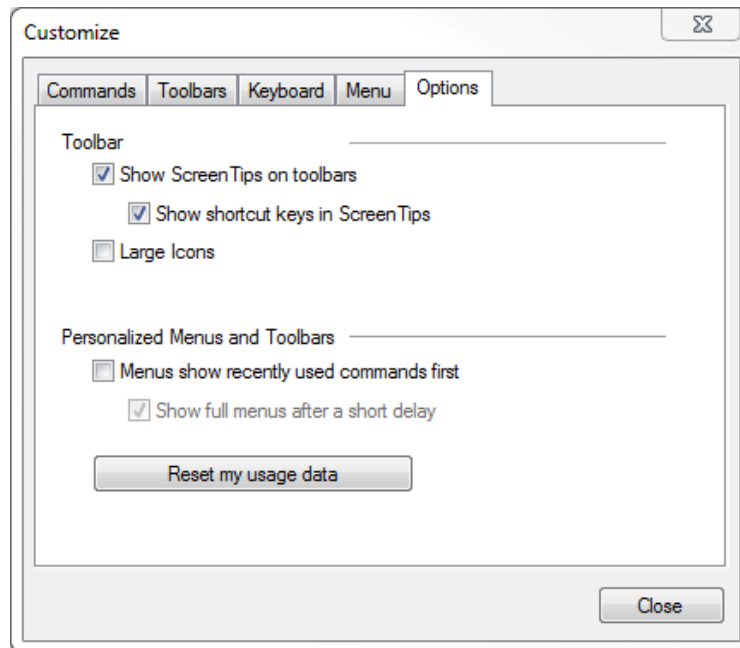 Customize
Commands Toolbars Keyboard Menu Options
Toolbar
Show ScreenTips on toolbars
Show shortcut keys in ScreenTips
Large Icons
Personalized Menus and Toolbars
Menus show recently used commands first
Show full menus after a short delay
Reset my usage data
Close